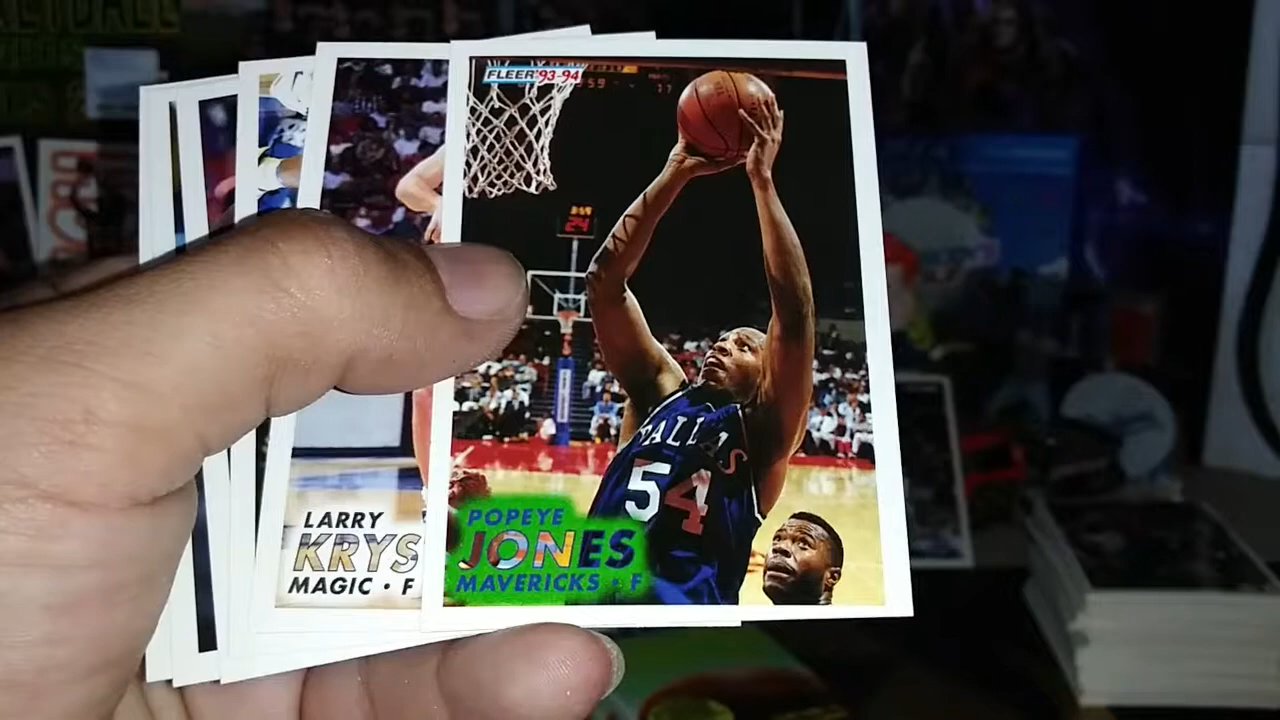 FLEER '93-94
24
DALLAS
54
POPEYE
JONES
MAVERICKS • F
LARRY
KRYS
MAGIC • F